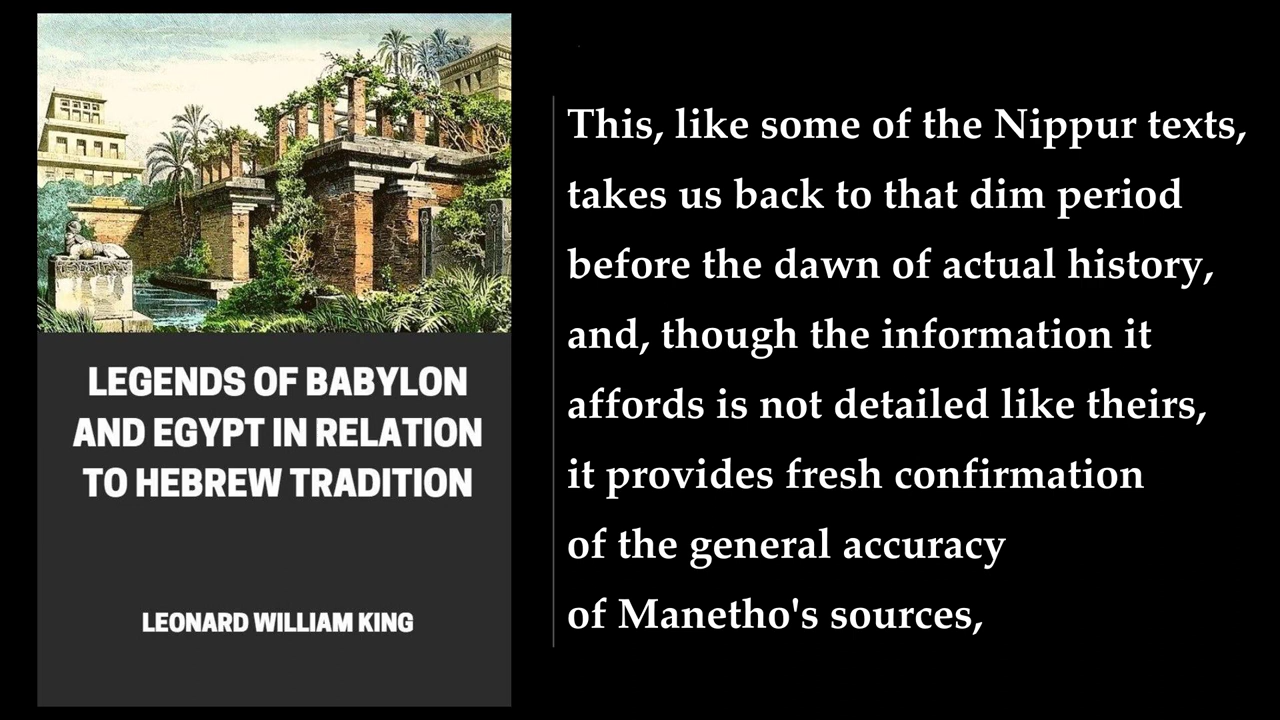 LEGENDS OF BABYLON
AND EGYPT IN RELATION
TO HEBREW TRADITION
LEONARD WILLIAM KING
This, like some of the Nippur texts,
takes us back to that dim period
before the dawn of actual history,
and, though the information it
affords is not detailed like theirs,
it provides fresh confirmation
of the general accuracy
of Manetho's sources,